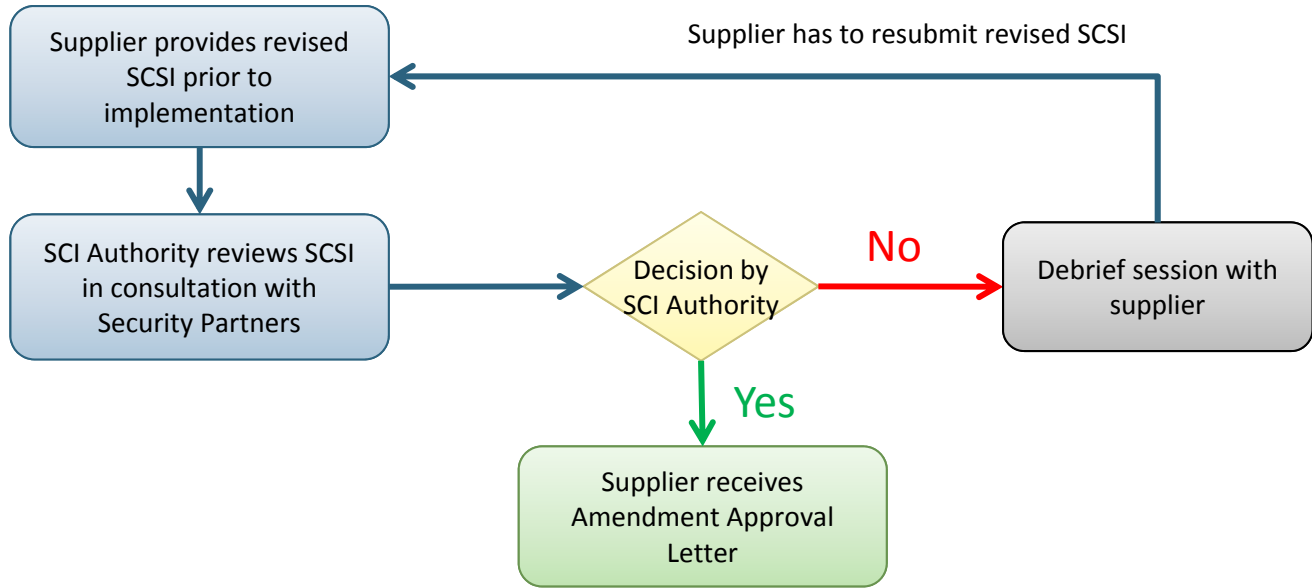 Supplier provides revised
SCSI prior to
implementation
Supplier has to resubmit revised SCSI
SCI Authority reviews SCSI
in consultation with
Security Partners
Decision by
SCI Authority
No
Debrief session with
supplier
Yes
Supplier receives
Amendment Approval
Letter